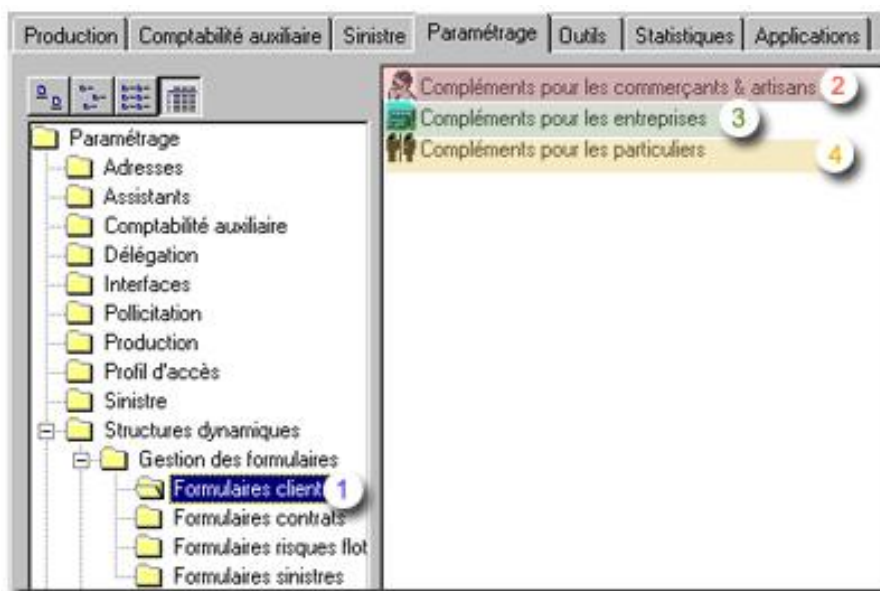 Production Comptabilité auxiliaire Sinistre Paramétrage Outils Statistiques Applications
Paramétrage
Adresses
Assistants
Comptabilité auxiliaire
Délégation
Interfaces
Pollicitation
Production
Profil d'accès
Sinistre
Structures dynamiques
Gestion des formulaires
Formulaires client 1
Formulaires contrats
Formulaires risques flot
Formulaires sinistres
Compléments pour les commerçants & artisans 2
Compléments pour les entreprises 3
Compléments pour les particuliers 4